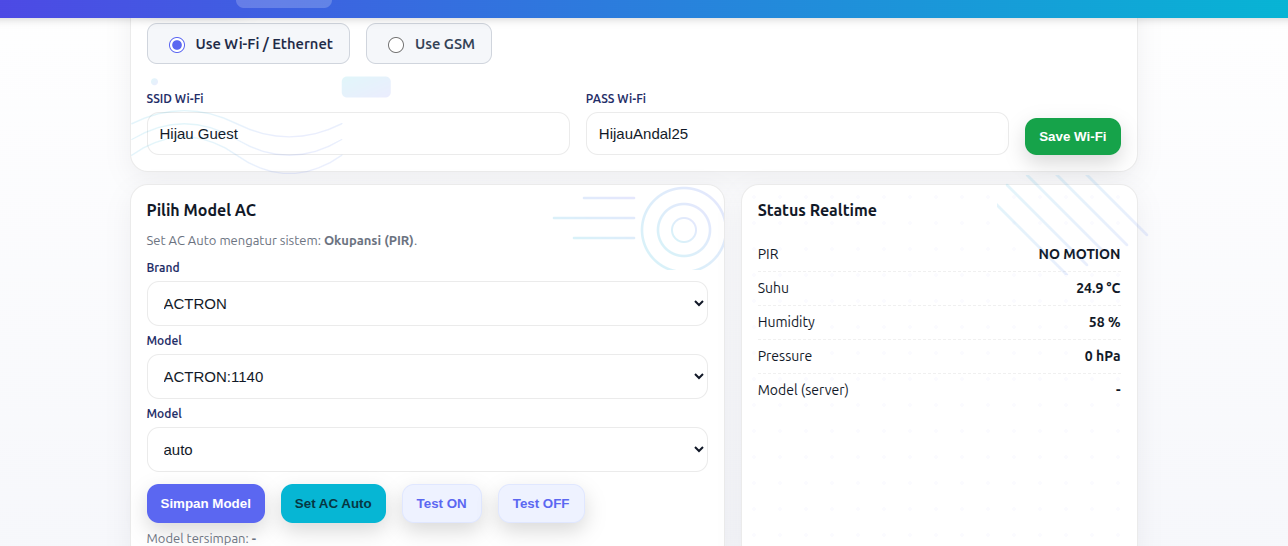 Use Wi-Fi / Ethernet
Use GSM
SSID Wi-Fi
PASS Wi-Fi
Hijau Guest
HijauAndal25
Save Wi-Fi
Pilih Model AC
Set AC Auto mengatur sistem: Okupansi (PIR).
Brand
ACTRON
Model
ACTRON:1140
Model
auto
Simpan Model
Set AC Auto
Test ON
Test OFF
Model tersimpan: -
Status Realtime
PIR NO MOTION
Suhu 24.9 °C
Humidity 58 %
Pressure 0 hPa
Model (server) -